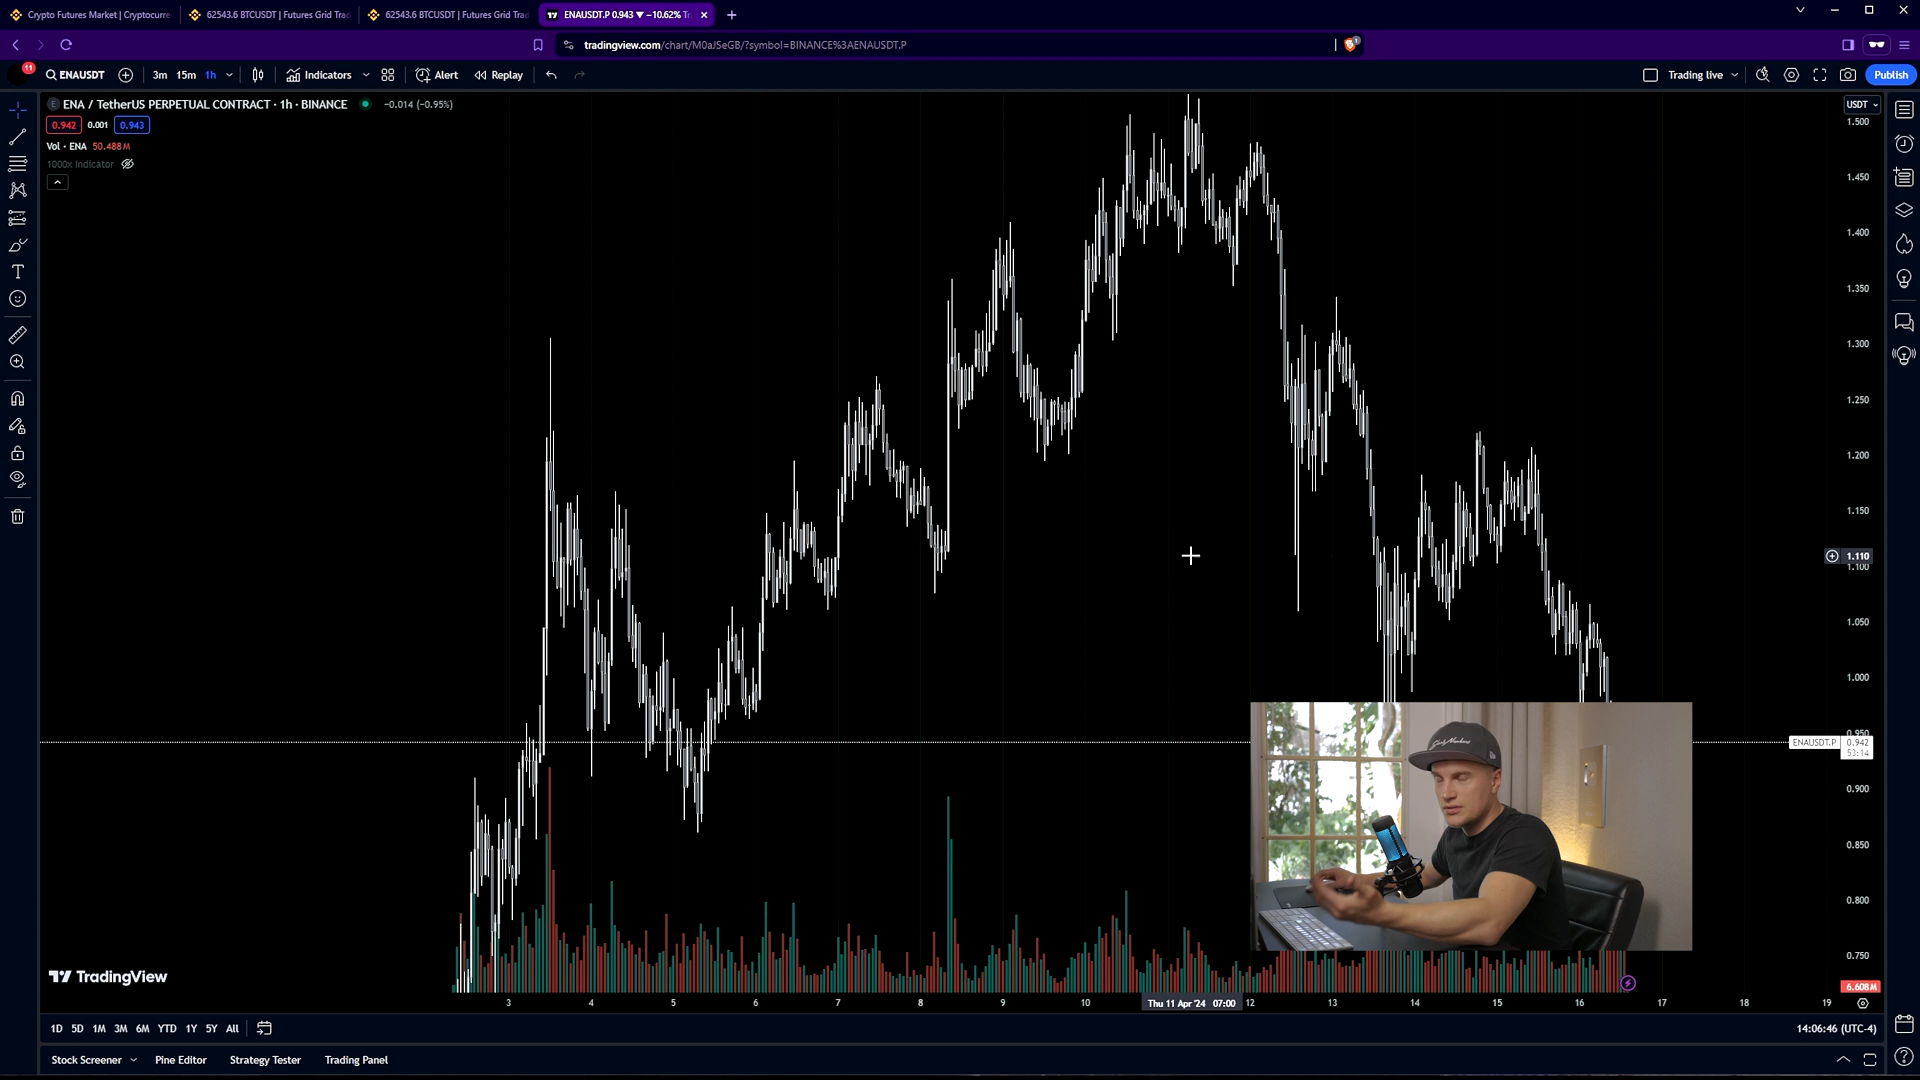 Crypto Futures Market | Cryptocurre
62543.6 BTCUSDT | Futures Grid Trad
62543.6 BTCUSDT | Futures Grid Trad
ENAUSDT.P 0.943 ▼ −10.62% Tr
tradingview.com/chart/M0aJSeGB/?symbol=BINANCE%3AENAUSDT.P
11
ENAUSDT
3m
15m
1h
Indicators
Alert
Replay
Trading live
Publish
ENA / TetherUS PERPETUAL CONTRACT · 1h · BINANCE
−0.014 (−0.95%)
0.942
0.001
0.943
Vol · ENA 50.488M
1000x Indicator
USDT
1.500
1.450
1.400
1.350
1.300
1.250
1.200
1.150
1.110
1.100
1.050
1.000
0.950
ENAUSDT.P
0.942
53:14
0.900
0.850
0.800
0.750
6.608M
TradingView
3
4
5
6
7
8
9
10
Thu 11 Apr '24 07:00
12
13
14
15
16
17
18
19
1D
5D
1M
3M
6M
YTD
1Y
5Y
All
14:06:46 (UTC-4)
Stock Screener
Pine Editor
Strategy Tester
Trading Panel